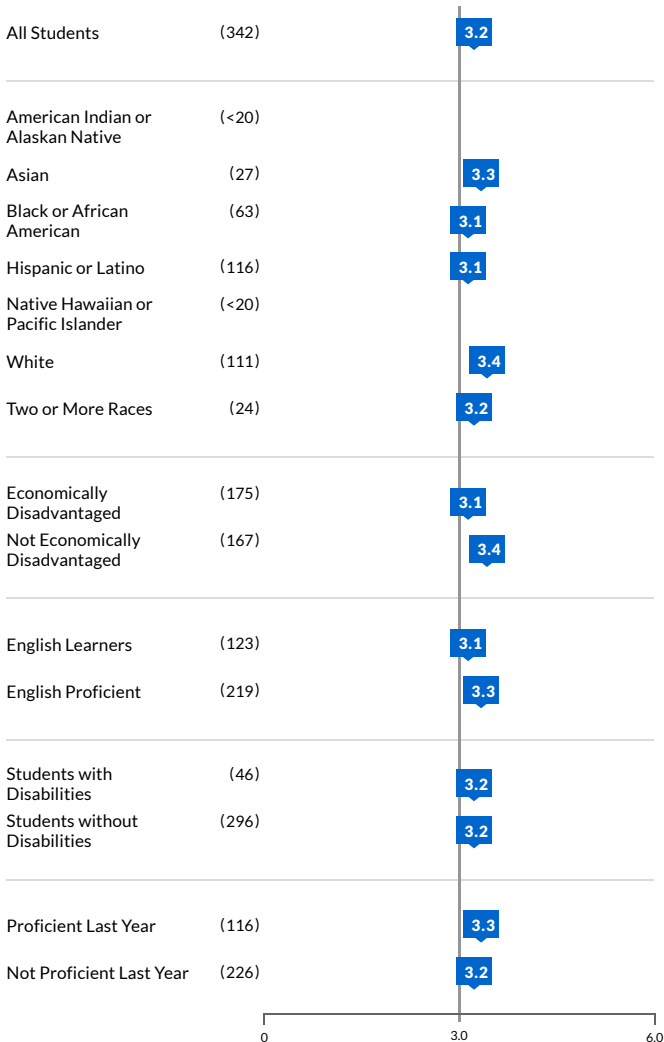 All Students (342) 3.2
American Indian or (<20)
Alaskan Native
Asian (27) 3.3
Black or African (63) 3.1
American
Hispanic or Latino (116) 3.1
Native Hawaiian or (<20)
Pacific Islander
White (111) 3.4
Two or More Races (24) 3.2
Economically (175) 3.1
Disadvantaged
Not Economically (167) 3.4
Disadvantaged
English Learners (123) 3.1
English Proficient (219) 3.3
Students with (46) 3.2
Disabilities
Students without (296) 3.2
Disabilities
Proficient Last Year (116) 3.3
Not Proficient Last Year (226) 3.2
0 3.0 6.0